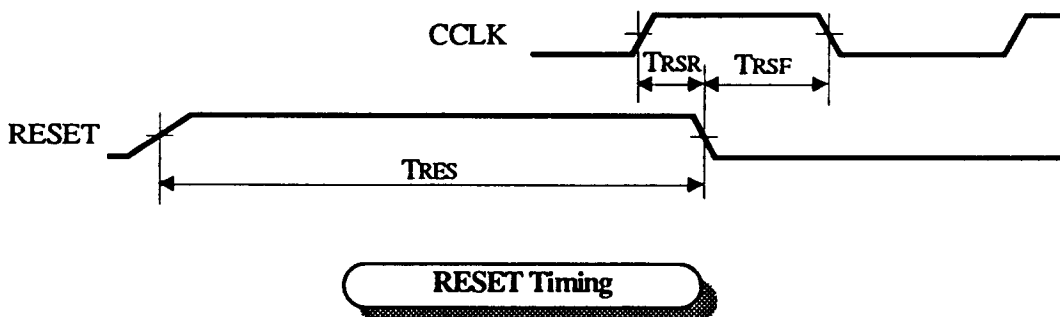 CCLK
TRSR TRSF
RESET
TRES
RESET Timing